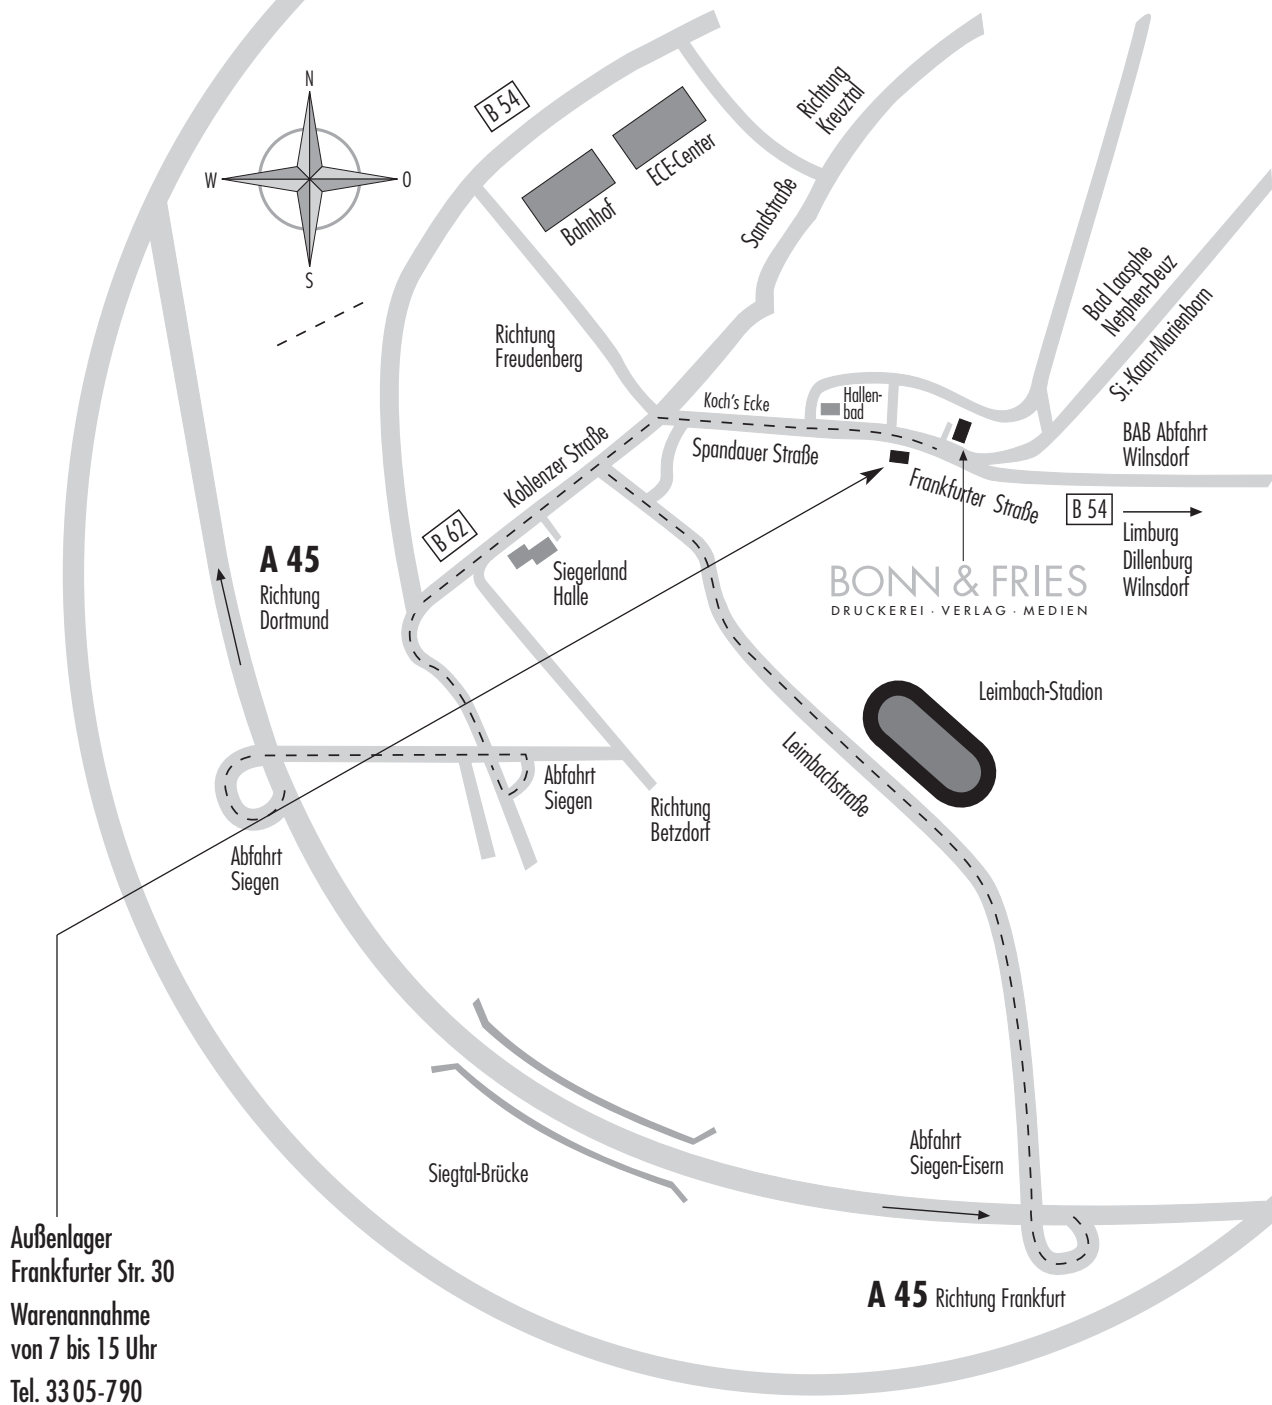 N
W
O
S
B 54
Bahnhof
ECE-Center
Richtung
Kreuztal
Sandstraße
Richtung
Freudenberg
Bad Laasphe
Netphen-Deuz
Si.-Kaan-Marienborn
Koch's Ecke
Hallen-
bad
Spandauer Straße
Koblenzer Straße
B 62
BAB Abfahrt
Wilnsdorf
Frankfurter Straße
B 54
Limburg
Dillenburg
Wilnsdorf
A 45
Richtung
Dortmund
Siegerland
Halle
BONN & FRIES
DRUCKEREI · VERLAG · MEDIEN
Leimbach-Stadion
Leimbachstraße
Abfahrt
Siegen
Richtung
Betzdorf
Abfahrt
Siegen
Siegtal-Brücke
Abfahrt
Siegen-Eisern
A 45 Richtung Frankfurt
Außenlager
Frankfurter Str. 30
Warenannahme
von 7 bis 15 Uhr
Tel. 33 05-790